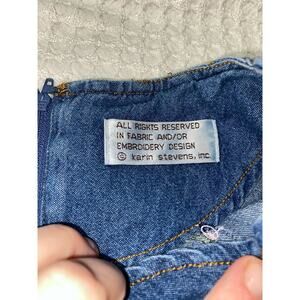 ALL RIGHTS RESERVED
IN FABRIC AND/OR
EMBROIDERY DESIGN
© karin stevens, inc.